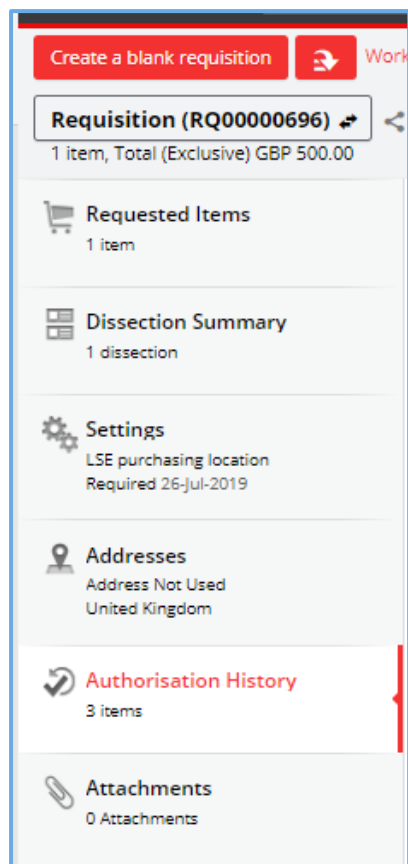 Create a blank requisition
Work
Requisition (RQ00000696)
1 item, Total (Exclusive) GBP 500.00
Requested Items
1 item
Dissection Summary
1 dissection
Settings
LSE purchasing location
Required 26-Jul-2019
Addresses
Address Not Used
United Kingdom
Authorisation History
3 items
Attachments
0 Attachments